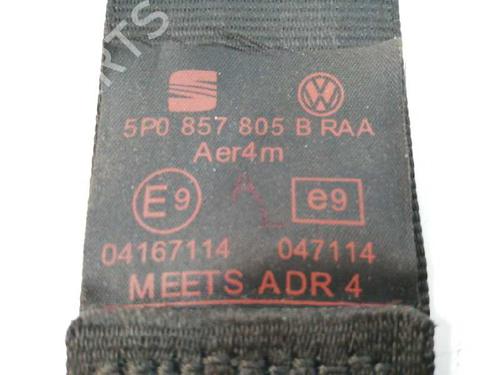 5P0 857 805 B RAA
Aer4m
E9 e9
04167114 047114
MEETS ADR 4